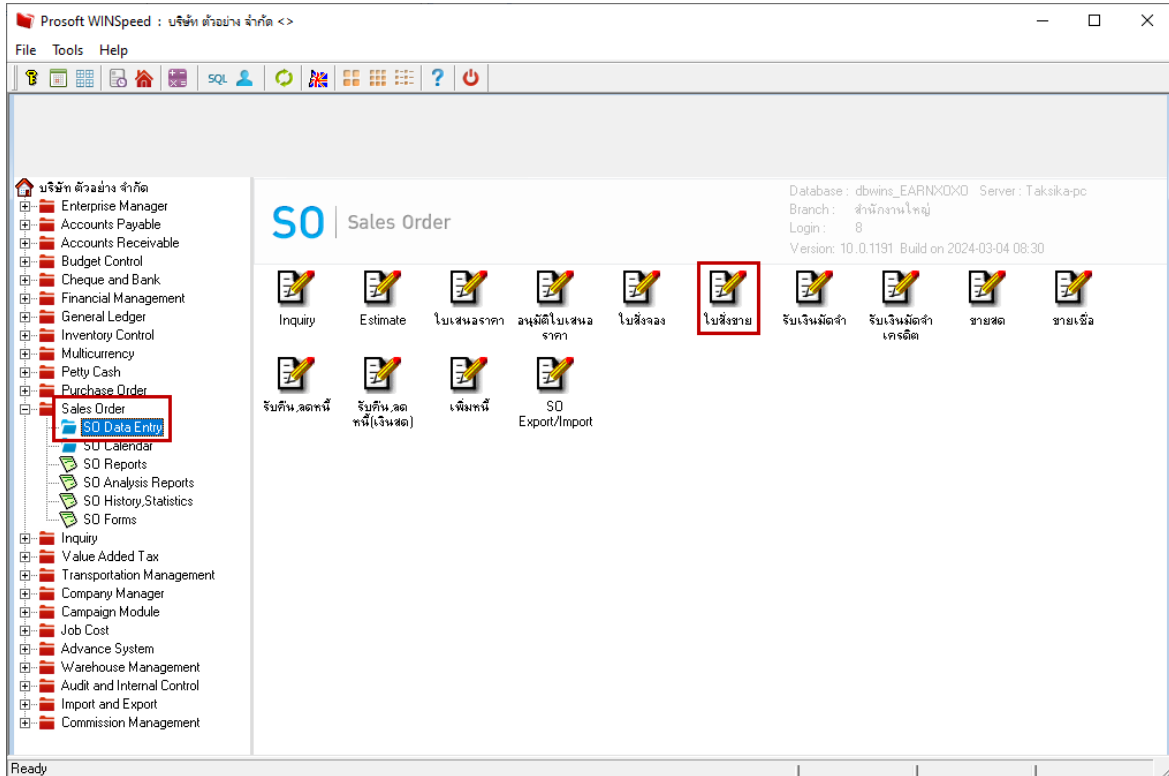 Prosoft WINSpeed : บริษัท ตัวอย่าง จำกัด <>
File Tools Help
SQL
บริษัท ตัวอย่าง จำกัด
Enterprise Manager
Accounts Payable
Accounts Receivable
Budget Control
Cheque and Bank
Financial Management
General Ledger
Inventory Control
Multicurrency
Petty Cash
Purchase Order
Sales Order
SO Data Entry
SO Calendar
SO Reports
SO Analysis Reports
SO History,Statistics
SO Forms
Inquiry
Value Added Tax
Transportation Management
Company Manager
Campaign Module
Job Cost
Advance System
Warehouse Management
Audit and Internal Control
Import and Export
Commission Management
SO Sales Order
Database : dbwins_EARNXOXO Server : Taksika-pc
Branch : สำนักงานใหญ่
Login : 8
Version: 10.0.1191 Build on 2024-03-04 08:30
Inquiry
Estimate
ใบเสนอราคา
อนุมัติใบเสนอ
ราคา
ใบสั่งจอง
ใบสั่งขาย
รับเงินมัดจำ
รับเงินมัดจำ
เครดิต
ขายสด
ขายเชื่อ
รับคืน,ลดหนี้
รับคืน,ลด
หนี้(เงินสด)
เพิ่มหนี้
SO
Export/Import
Ready